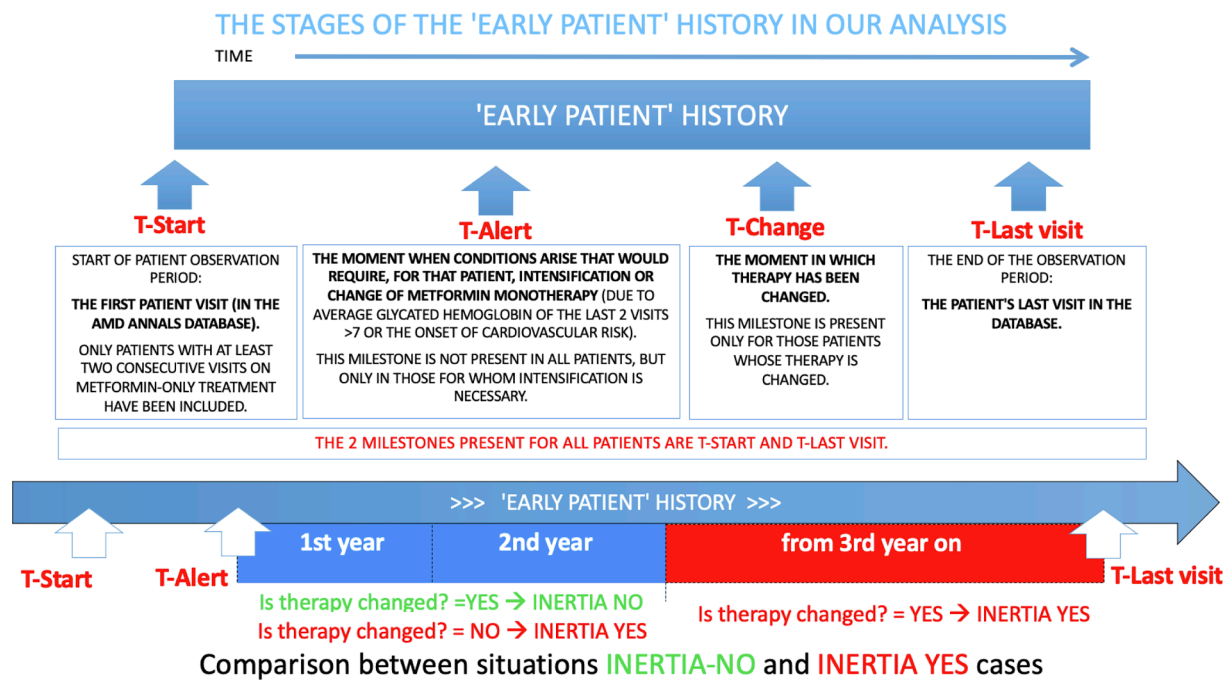 THE STAGES OF THE 'EARLY PATIENT' HISTORY IN OUR ANALYSIS
TIME
'EARLY PATIENT' HISTORY
T-Start
T-Alert
T-Change
T-Last visit
START OF PATIENT OBSERVATION
PERIOD:
THE FIRST PATIENT VISIT (IN THE
AMD ANNALS DATABASE).
ONLY PATIENTS WITH AT LEAST
TWO CONSECUTIVE VISITS ON
METFORMIN-ONLY TREATMENT
HAVE BEEN INCLUDED.
THE MOMENT WHEN CONDITIONS ARISE THAT WOULD
REQUIRE, FOR THAT PATIENT, INTENSIFICATION OR
CHANGE OF METFORMIN MONOTHERAPY (DUE TO
AVERAGE GLYCATED HEMOGLOBIN OF THE LAST 2 VISITS
>7 OR THE ONSET OF CARDIOVASCULAR RISK).
THIS MILESTONE IS NOT PRESENT IN ALL PATIENTS, BUT
ONLY IN THOSE FOR WHOM INTENSIFICATION IS
NECESSARY.
THE MOMENT IN WHICH
THERAPY HAS BEEN
CHANGED.
THIS MILESTONE IS PRESENT
ONLY FOR THOSE PATIENTS
WHOSE THERAPY IS
CHANGED.
THE END OF THE OBSERVATION
PERIOD:
THE PATIENT'S LAST VISIT IN THE
DATABASE.
THE 2 MILESTONES PRESENT FOR ALL PATIENTS ARE T-START AND T-LAST VISIT.
>>> 'EARLY PATIENT' HISTORY >>>
1st year
2nd year
from 3rd year on
T-Start
T-Alert
T-Last visit
Is therapy changed? =YES → INERTIA NO
Is therapy changed? = NO → INERTIA YES
Is therapy changed? = YES → INERTIA YES
Comparison between situations INERTIA-NO and INERTIA YES cases